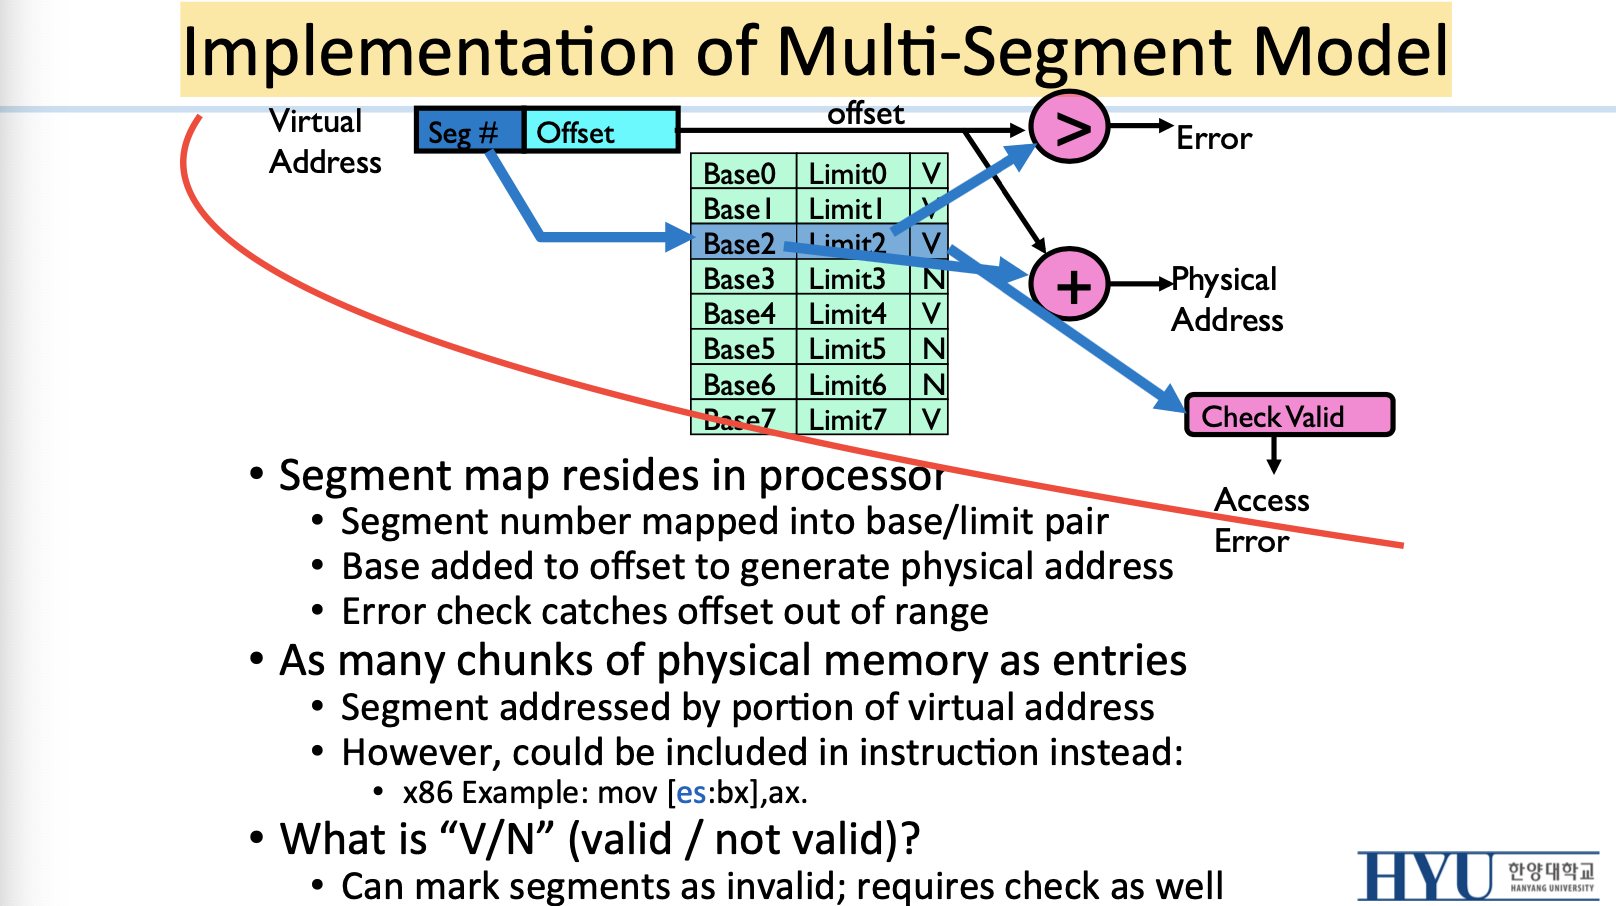 Implementation of Multi-Segment Model
Virtual
Address
Seg #
Offset
offset
>
Error
Base0 Limit0 V
Base1 Limit1 V
Base2 Limit2 V
Base3 Limit3 N
Base4 Limit4 V
Base5 Limit5 N
Base6 Limit6 N
Base7 Limit7 V
+
Physical
Address
Check Valid
Access
Error
• Segment map resides in processor
• Segment number mapped into base/limit pair
• Base added to offset to generate physical address
• Error check catches offset out of range
• As many chunks of physical memory as entries
• Segment addressed by portion of virtual address
• However, could be included in instruction instead:
• x86 Example: mov [es:bx],ax.
• What is “V/N” (valid / not valid)?
• Can mark segments as invalid; requires check as well
HYU 한양대학교
HANYANG UNIVERSITY